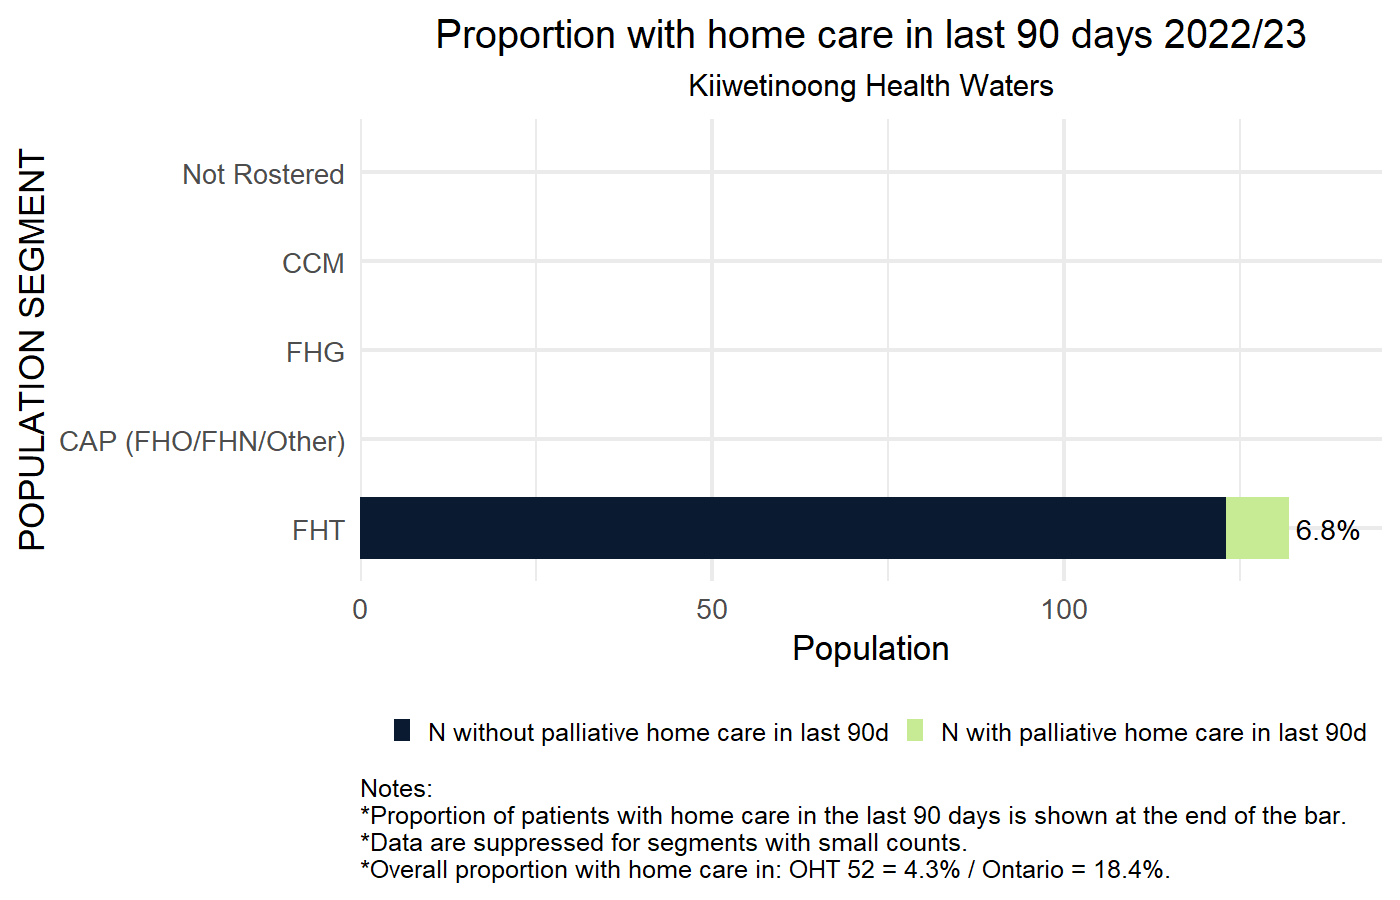 Proportion with home care in last 90 days 2022/23
Kiiwetinoong Health Waters
POPULATION SEGMENT
Not Rostered
CCM
FHG
CAP (FHO/FHN/Other)
FHT
6.8%
0 50 100
Population
N without palliative home care in last 90d N with palliative home care in last 90d
Notes:
*Proportion of patients with home care in the last 90 days is shown at the end of the bar.
*Data are suppressed for segments with small counts.
*Overall proportion with home care in: OHT 52 = 4.3% / Ontario = 18.4%.